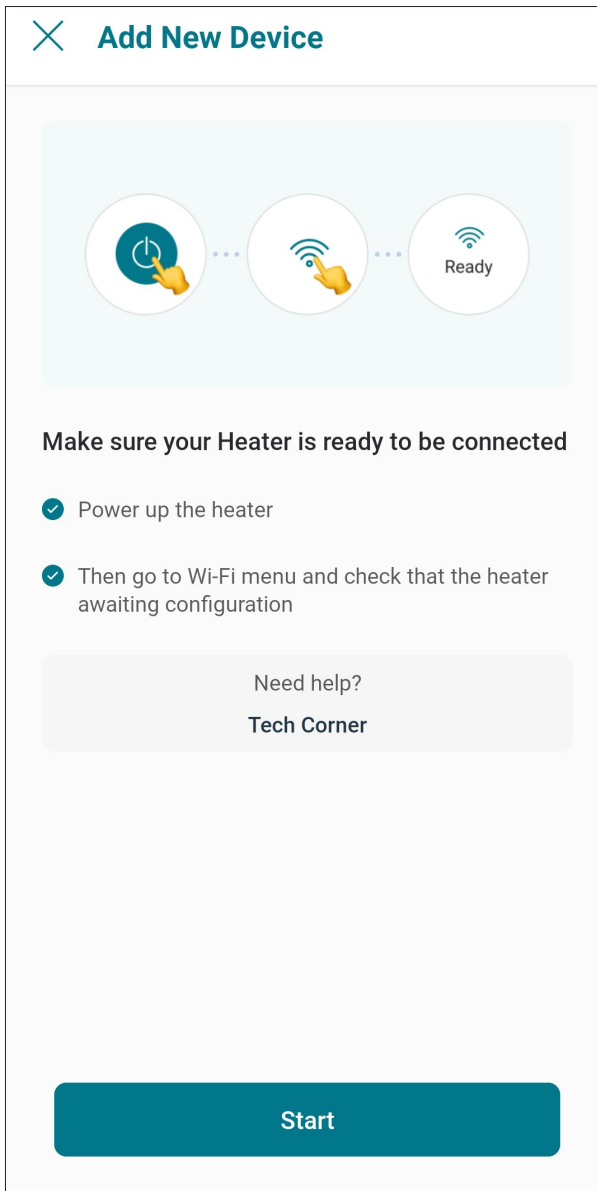 Add New Device
Ready
Make sure your Heater is ready to be connected
Power up the heater
Then go to Wi-Fi menu and check that the heater
awaiting configuration
Need help?
Tech Corner
Start